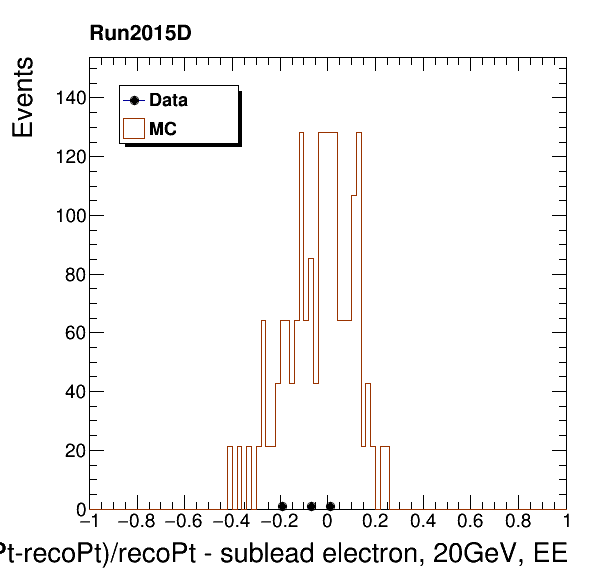 Run2015D
Events
Data
MC
140
120
100
80
60
40
20
0
−1 −0.8 −0.6 −0.4 −0.2 0 0.2 0.4 0.6 0.8 1
Pt-recoPt)/recoPt - sublead electron, 20GeV, EE